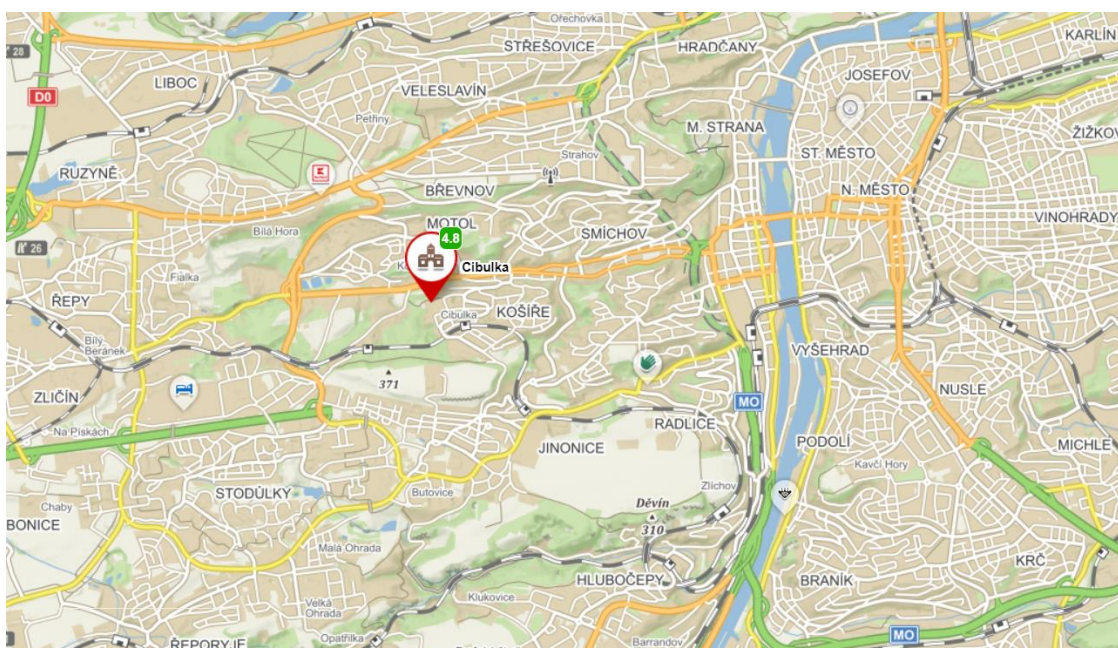 Ořechovka
KARLÍN
28
STŘEŠOVICE
HRADČANY
LIBOC
JOSEFOV
VELESLAVÍN
D0
Petřiny
M. STRANA
ŽIŽKO
ST. MĚSTO
Strahov
RUZYNĚ
K
BŘEVNOV
N. MĚSTO
VINOHRADY
MOTOL
SMÍCHOV
Bílá Hora
4.8
26
Cibulka
Fialka
ŘEPY
Cibulka
KOŠÍŘE
Bílý
Beránek
VYŠEHRAD
371
ZLIČÍN
NUSLE
MO
Na Pískách
RADLICE
PODOLÍ
MICHLE
JINONICE
Kavčí Hory
STODŮLKY
Butovice
Zlíchov
Chaby
Děvín
BONICE
310
Malá Ohrada
KRČ
HLUBOČEPY
BRANÍK
Klukovice
Velká
Ohrada
MO
Opatřilka
Barrandov
ŘEPORYJE